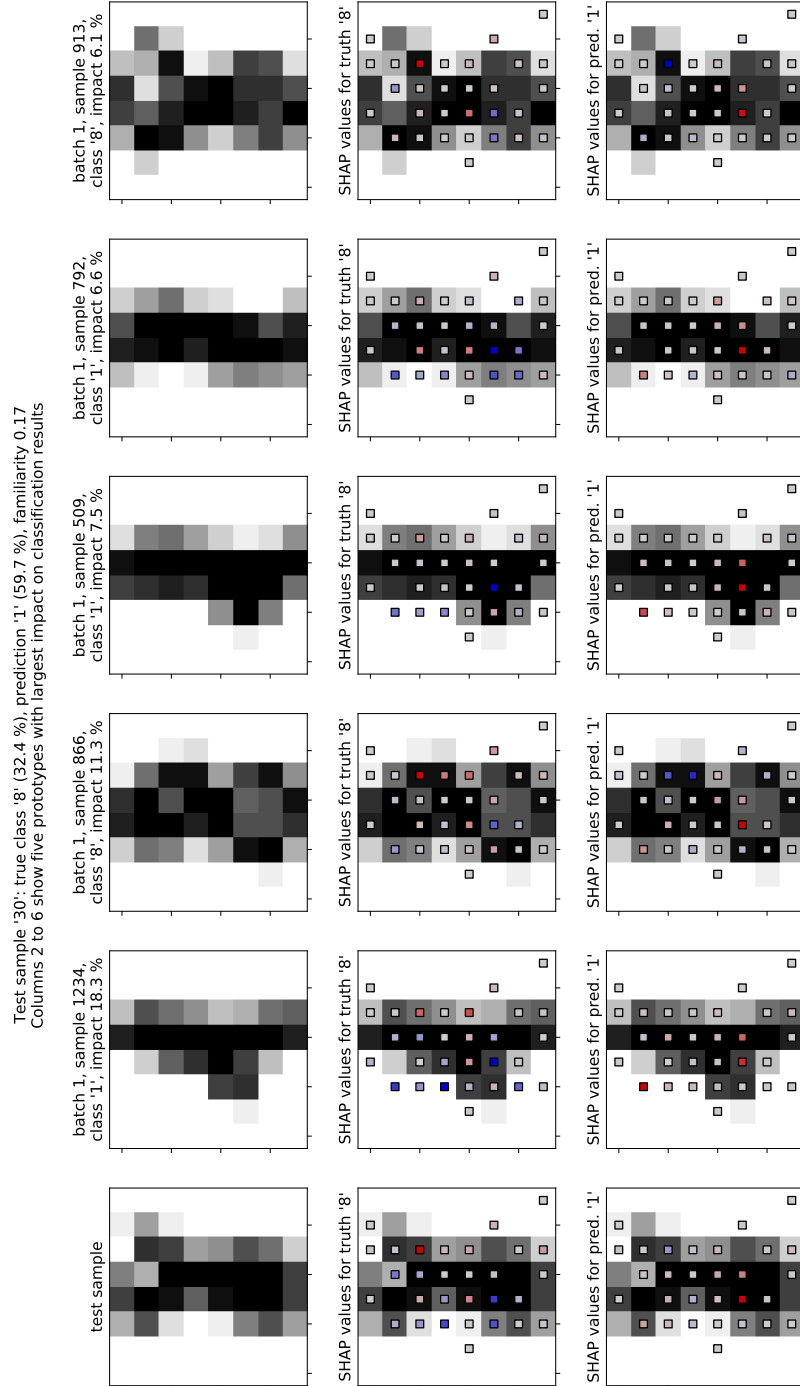 Test sample '30': true class '8' (32.4 %), prediction '1' (59.7 %), familiarity 0.17
Columns 2 to 6 show five prototypes with largest impact on classification results
test sample
batch 1, sample 1234,
class '1', impact 18.3 %
batch 1, sample 866,
class '8', impact 11.3 %
batch 1, sample 509,
class '1', impact 7.5 %
batch 1, sample 792,
class '1', impact 6.6 %
batch 1, sample 913,
class '8', impact 6.1 %
SHAP values for truth '8'
SHAP values for truth '8'
SHAP values for truth '8'
SHAP values for truth '8'
SHAP values for truth '8'
SHAP values for truth '8'
SHAP values for pred. '1'
SHAP values for pred. '1'
SHAP values for pred. '1'
SHAP values for pred. '1'
SHAP values for pred. '1'
SHAP values for pred. '1'